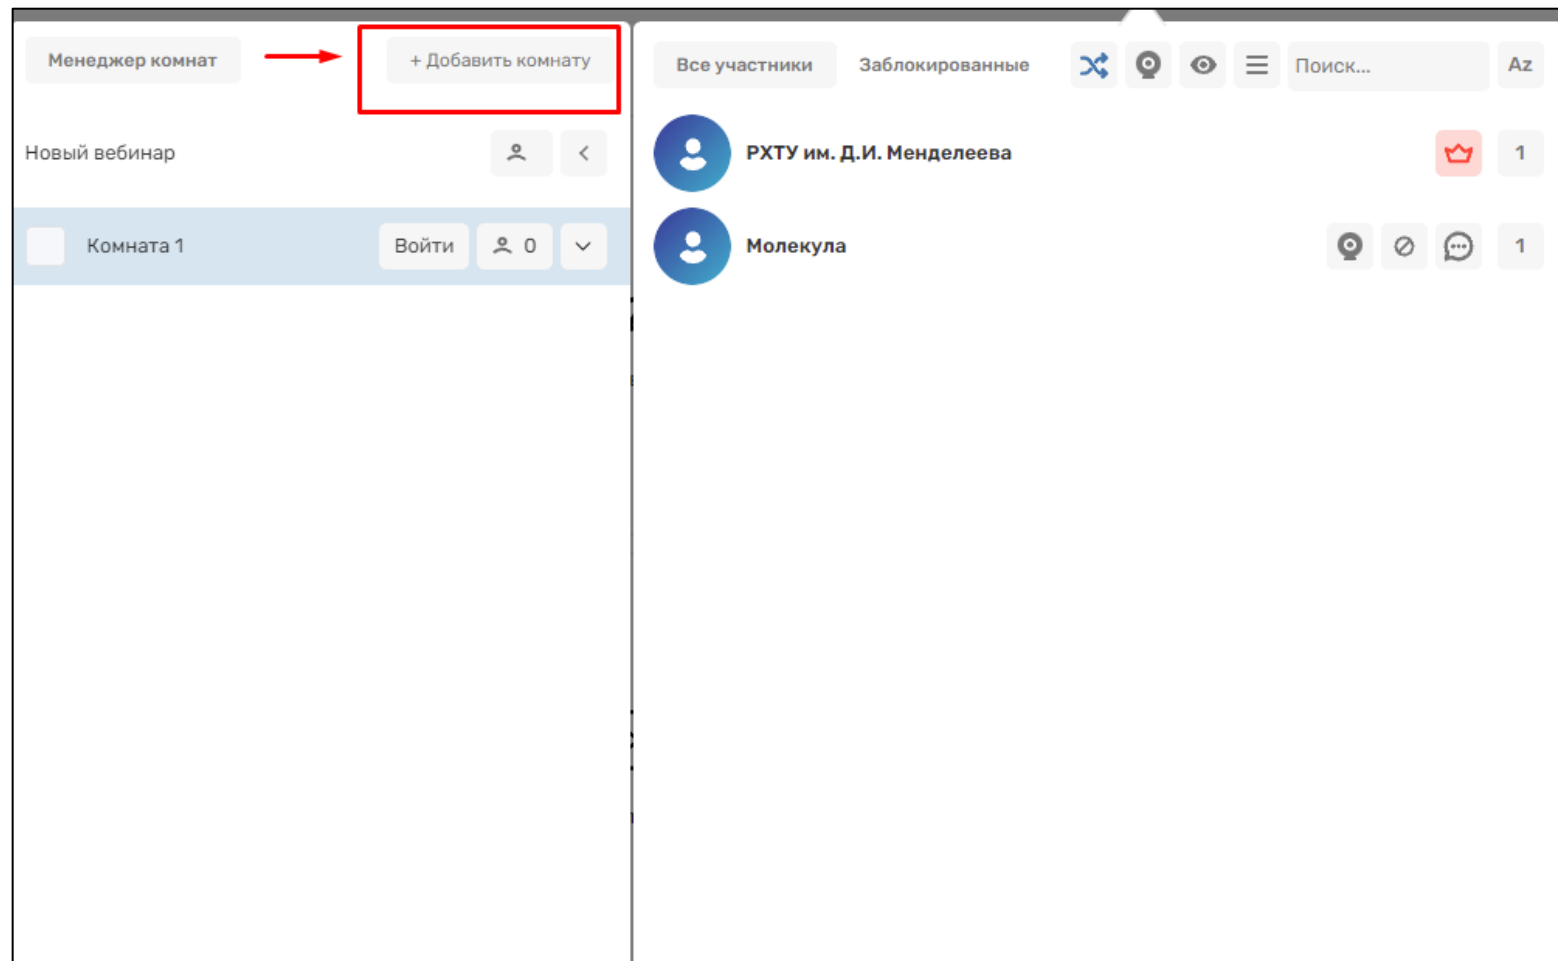 Менеджер комнат
+ Добавить комнату
Новый вебинар
Комната 1
Войти
0
Все участники
Заблокированные
Поиск...
Az
РХТУ им. Д.И. Менделеева
1
Молекула
1